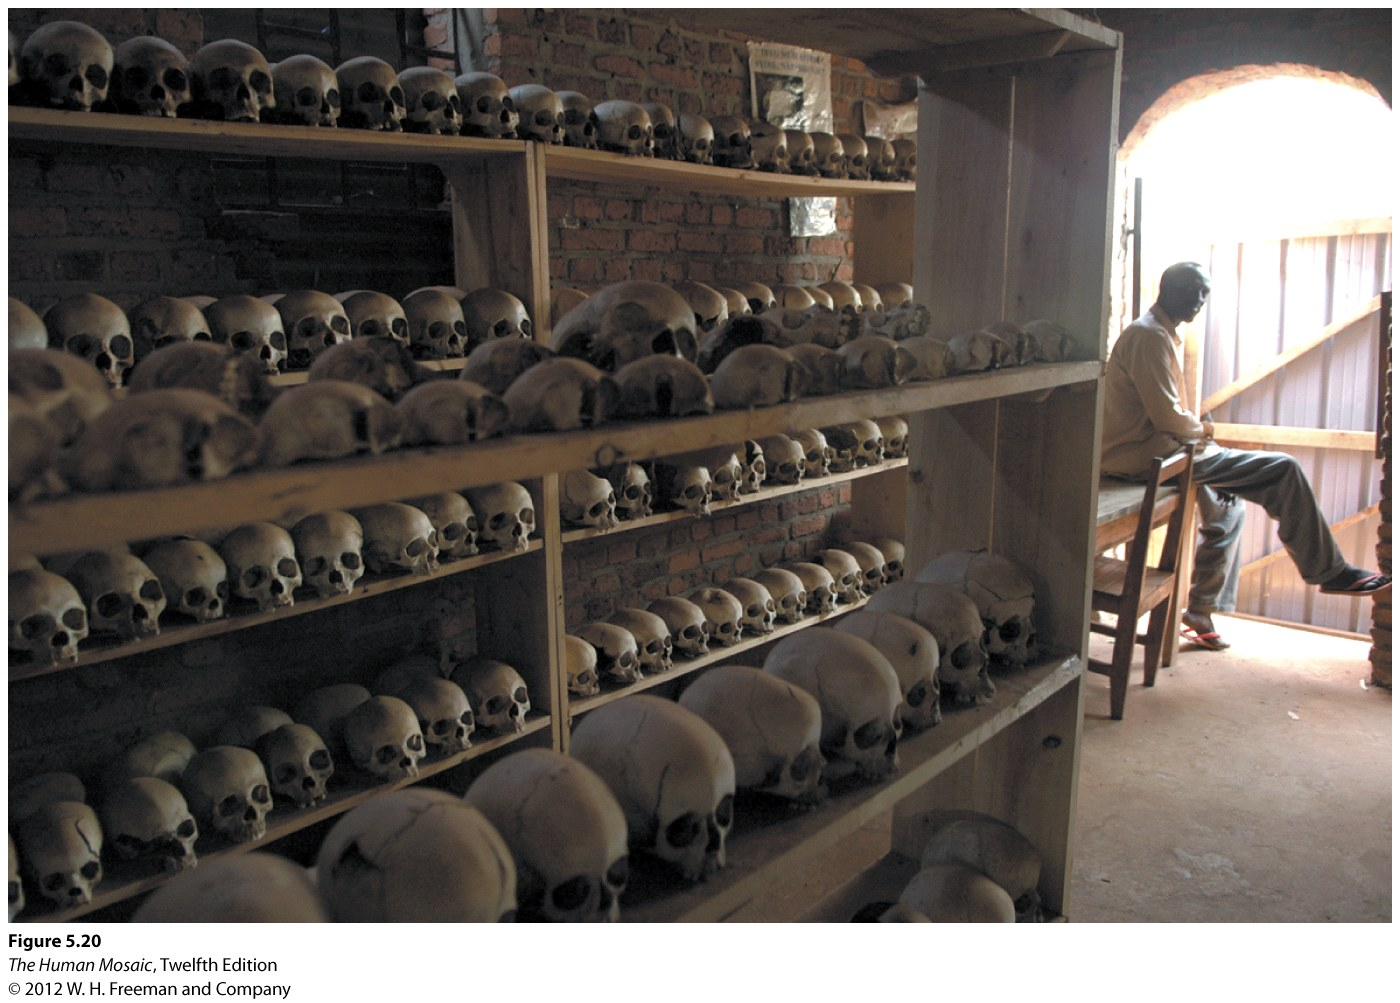 Figure 5.20
The Human Mosaic, Twelfth Edition
© 2012 W. H. Freeman and Company